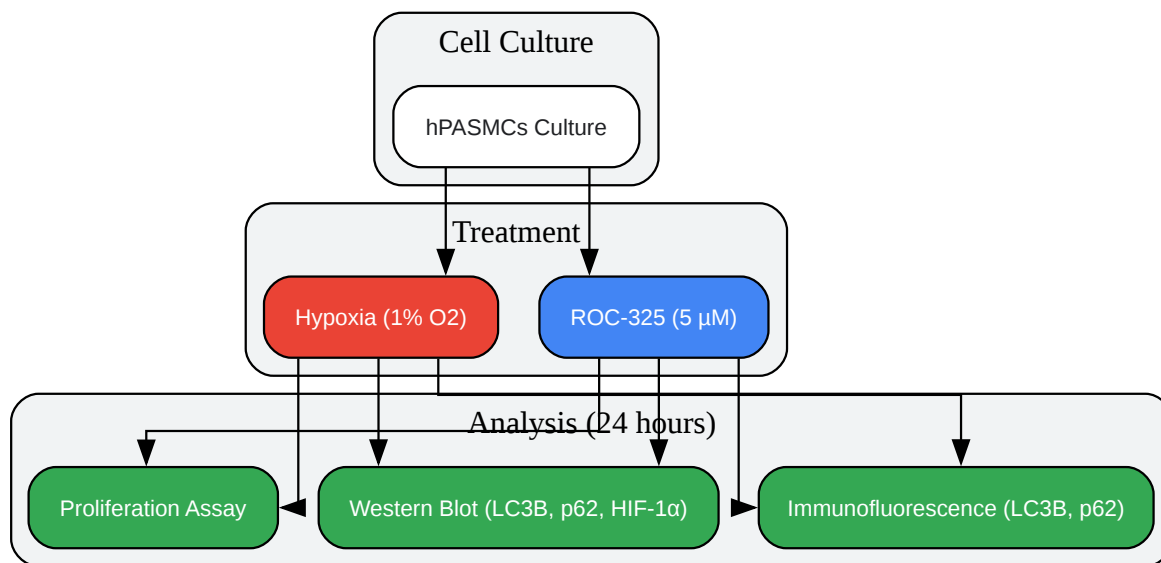 Cell Culture
hPASMCs Culture
Treatment
Hypoxia (1% O2)
ROC-325 (5 µM)
Analysis (24 hours)
Proliferation Assay
Western Blot (LC3B, p62, HIF-1α)
Immunofluorescence (LC3B, p62)